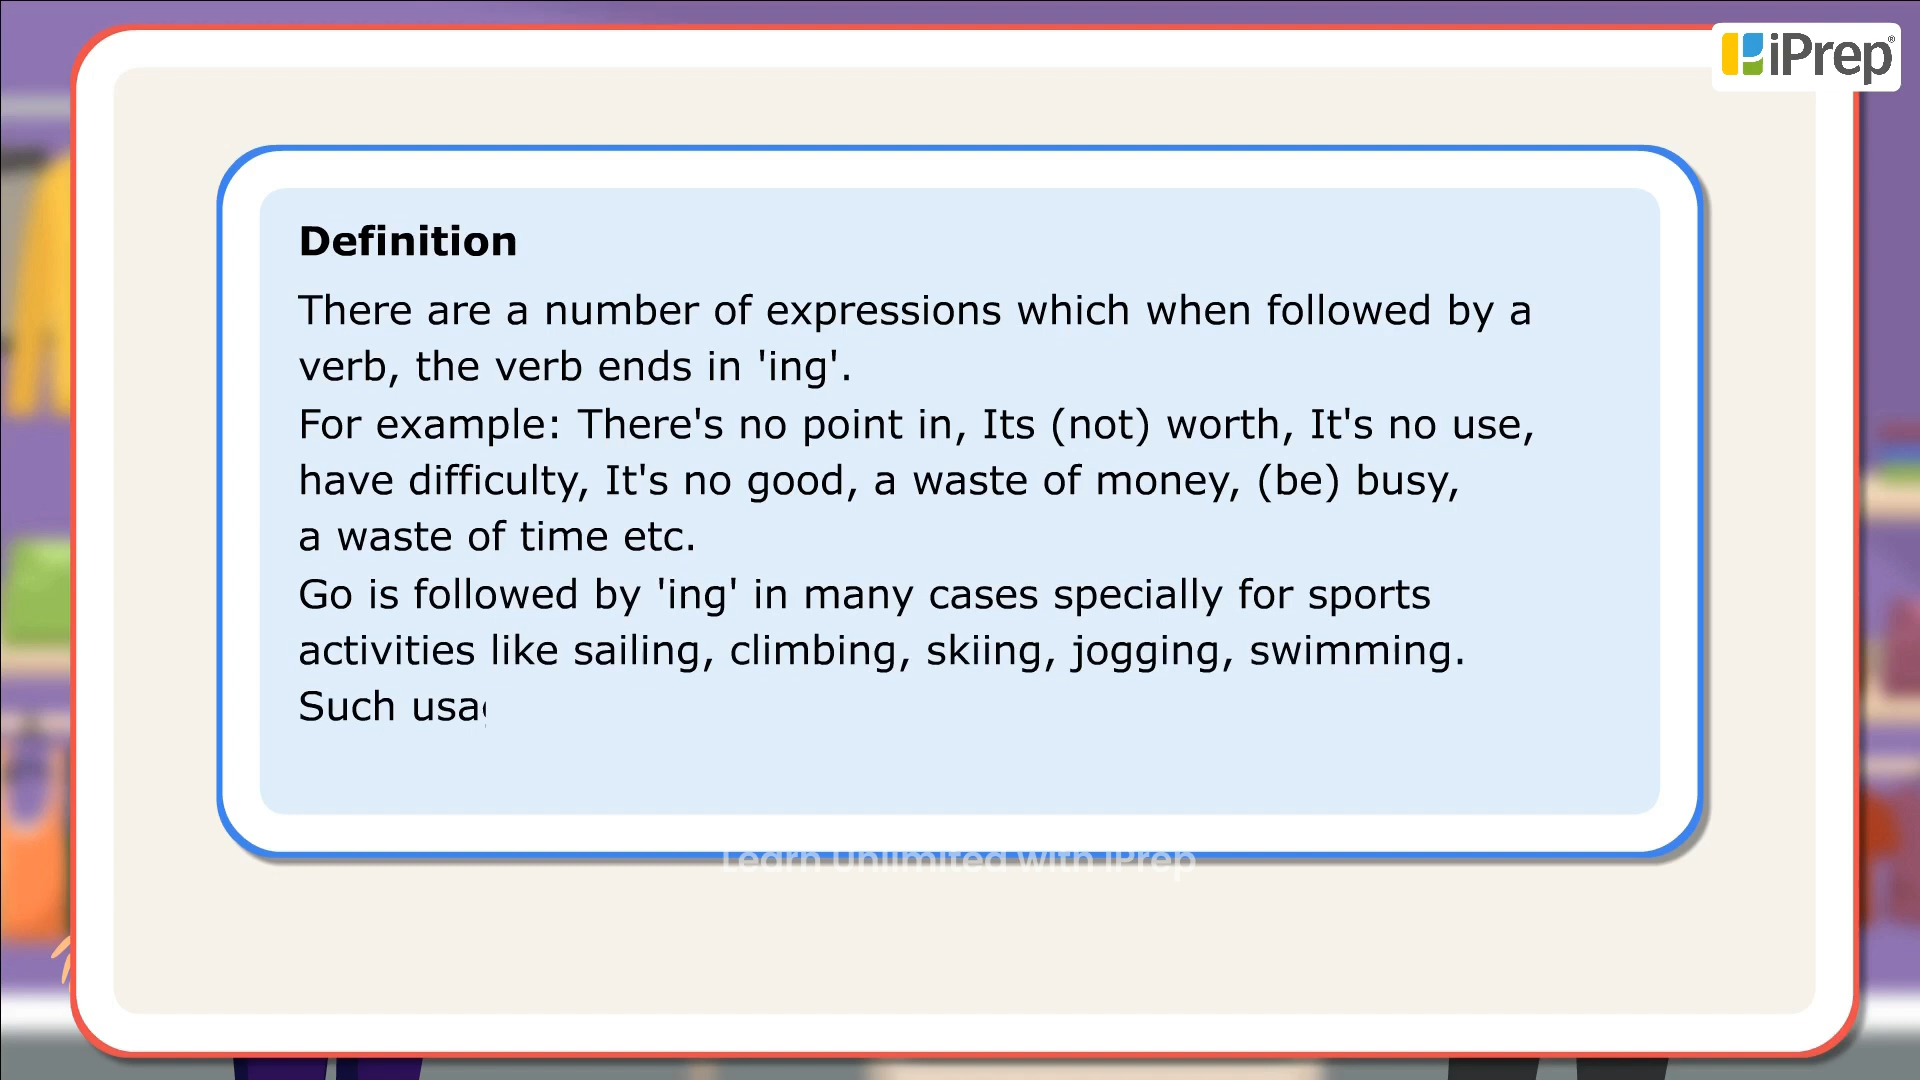 iPrep®
Definition
There are a number of expressions which when followed by a
verb, the verb ends in 'ing'.
For example: There's no point in, Its (not) worth, It's no use,
have difficulty, It's no good, a waste of money, (be) busy,
a waste of time etc.
Go is followed by 'ing' in many cases specially for sports
activities like sailing, climbing, skiing, jogging, swimming.
Such
Learn Unlimited with iPrep